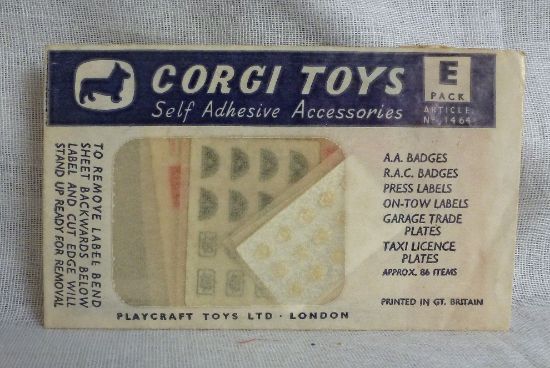 CORGI TOYS
Self Adhesive Accessories
E
PACK
ARTICLE
No. 1464
TO REMOVE LABEL BEND
SHEET BACKWARDS BELOW
LABEL AND CUT EDGE WILL
STAND UP READY FOR REMOVAL
A.A. BADGES
R.A.C. BADGES
PRESS LABELS
ON-TOW LABELS
GARAGE TRADE
PLATES
TAXI LICENCE
PLATES
APPROX. 86 ITEMS
PRINTED IN GT. BRITAIN
PLAYCRAFT TOYS LTD · LONDON